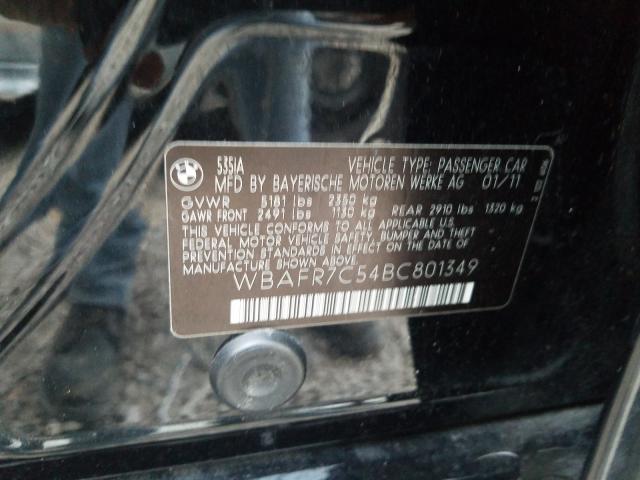 535IA VEHICLE TYPE: PASSENGER CAR
MFD BY BAYERISCHE MOTOREN WERKE AG 01/11
GVWR 5181 lbs 2350 kg
GAWR FRONT 2491 lbs 1130 kg REAR 2910 lbs 1320 kg
THIS VEHICLE CONFORMS TO ALL APPLICABLE U.S.
FEDERAL MOTOR VEHICLE SAFETY, BUMPER, AND THEFT
PREVENTION STANDARDS IN EFFECT ON THE DATE OF
MANUFACTURE SHOWN ABOVE.
WBAFR7C54BC801349